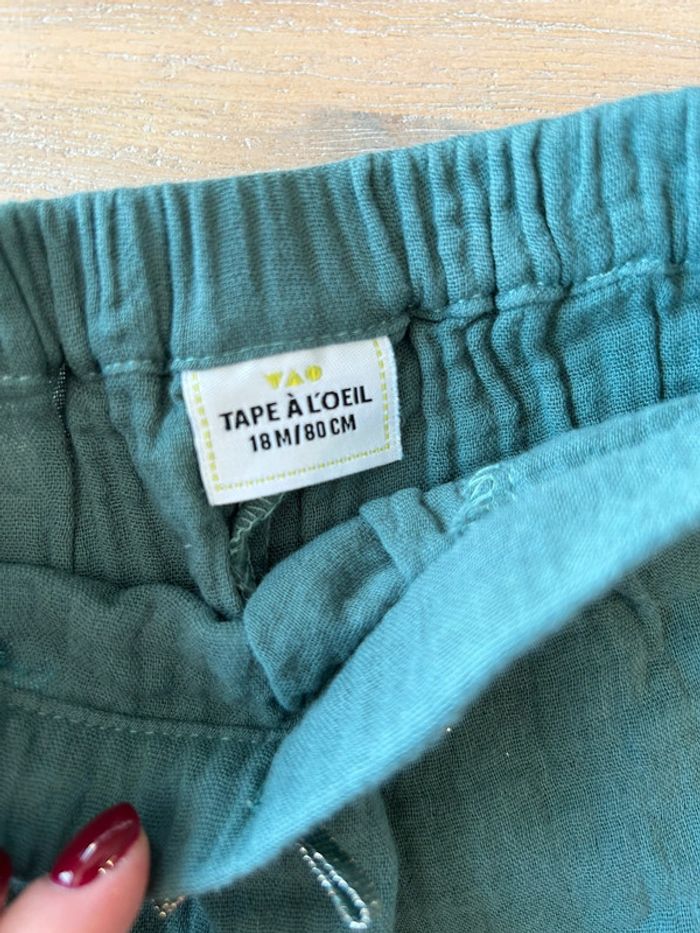 TAO
TAPE À L'OEIL
18 M/80 CM